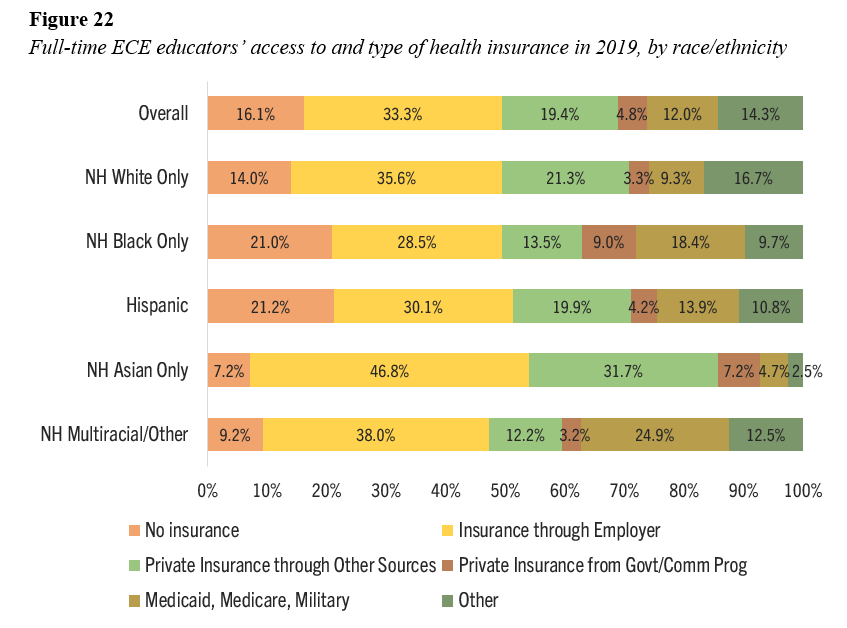 Figure 22
Full-time ECE educators’ access to and type of health insurance in 2019, by race/ethnicity
Overall 16.1% 33.3% 19.4% 4.8% 12.0% 14.3%
NH White Only 14.0% 35.6% 21.3% 3.3% 9.3% 16.7%
NH Black Only 21.0% 28.5% 13.5% 9.0% 18.4% 9.7%
Hispanic 21.2% 30.1% 19.9% 4.2% 13.9% 10.8%
NH Asian Only 7.2% 46.8% 31.7% 7.2% 4.7% 2.5%
NH Multiracial/Other 9.2% 38.0% 12.2% 3.2% 24.9% 12.5%
0% 10% 20% 30% 40% 50% 60% 70% 80% 90% 100%
No insurance Insurance through Employer
Private Insurance through Other Sources Private Insurance from Govt/Comm Prog
Medicaid, Medicare, Military Other